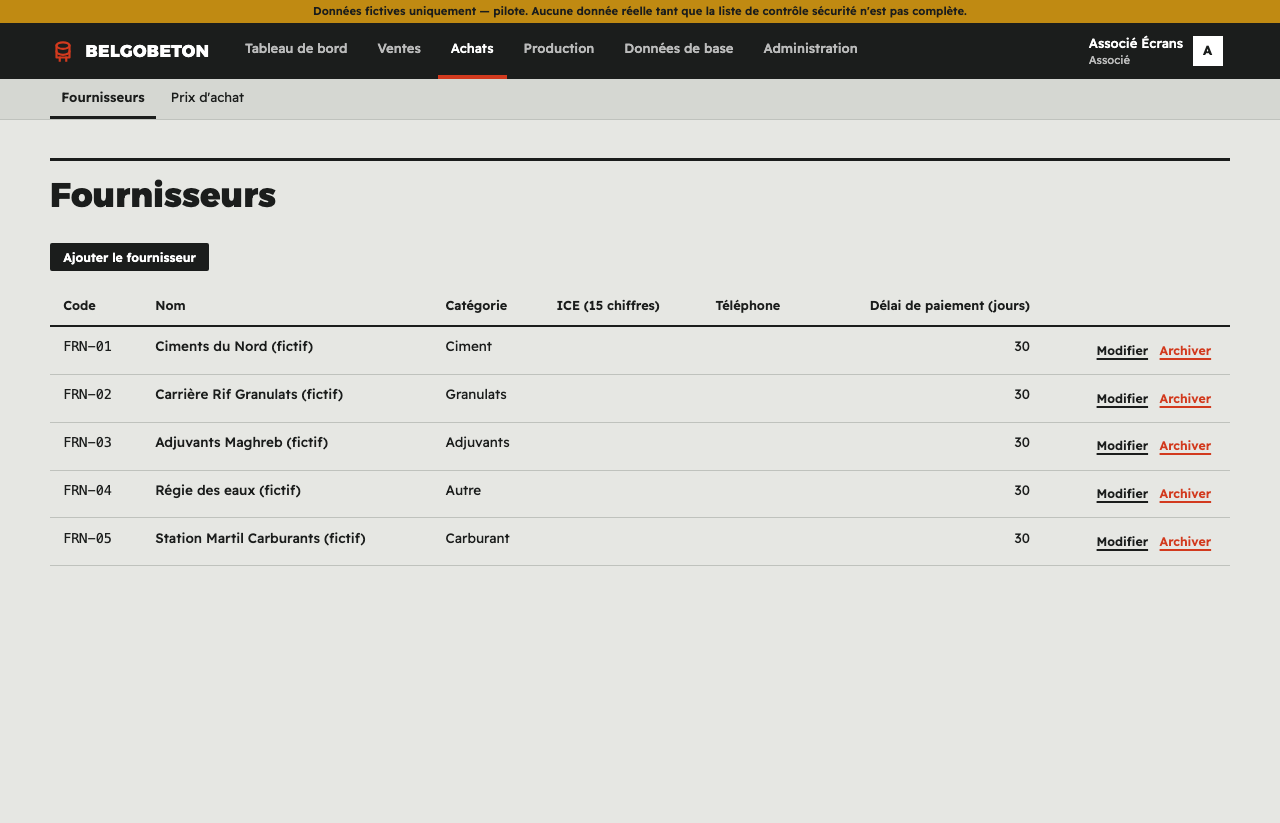 Données fictives uniquement — pilote. Aucune donnée réelle tant que la liste de contrôle sécurité n'est pas complète.
BELGOBETON Tableau de bord Ventes Achats Production Données de base Administration Associé Écrans A
Associé
Fournisseurs Prix d'achat
Fournisseurs
Ajouter le fournisseur
Code Nom Catégorie ICE (15 chiffres) Téléphone Délai de paiement (jours)
FRN-01 Ciments du Nord (fictif) Ciment 30 Modifier Archiver
FRN-02 Carrière Rif Granulats (fictif) Granulats 30 Modifier Archiver
FRN-03 Adjuvants Maghreb (fictif) Adjuvants 30 Modifier Archiver
FRN-04 Régie des eaux (fictif) Autre 30 Modifier Archiver
FRN-05 Station Martil Carburants (fictif) Carburant 30 Modifier Archiver